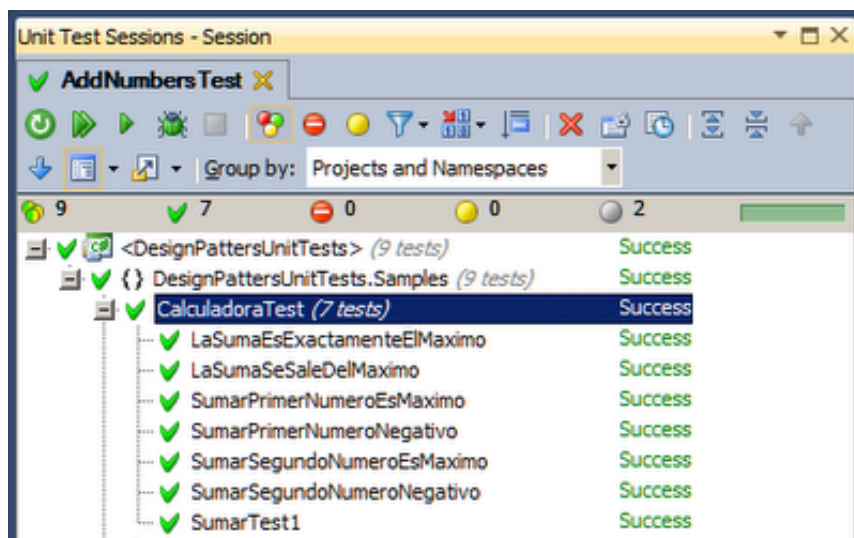 Unit Test Sessions - Session
AddNumbersTest
Group by: Projects and Namespaces
9 7 0 0 2
<DesignPattersUnitTests> (9 tests) Success
{} DesignPattersUnitTests.Samples (9 tests) Success
CalculadoraTest (7 tests) Success
LaSumaEsExactamenteElMaximo Success
LaSumaSeSaleDelMaximo Success
SumarPrimerNumeroEsMaximo Success
SumarPrimerNumeroNegativo Success
SumarSegundoNumeroEsMaximo Success
SumarSegundoNumeroNegativo Success
SumarTest1 Success